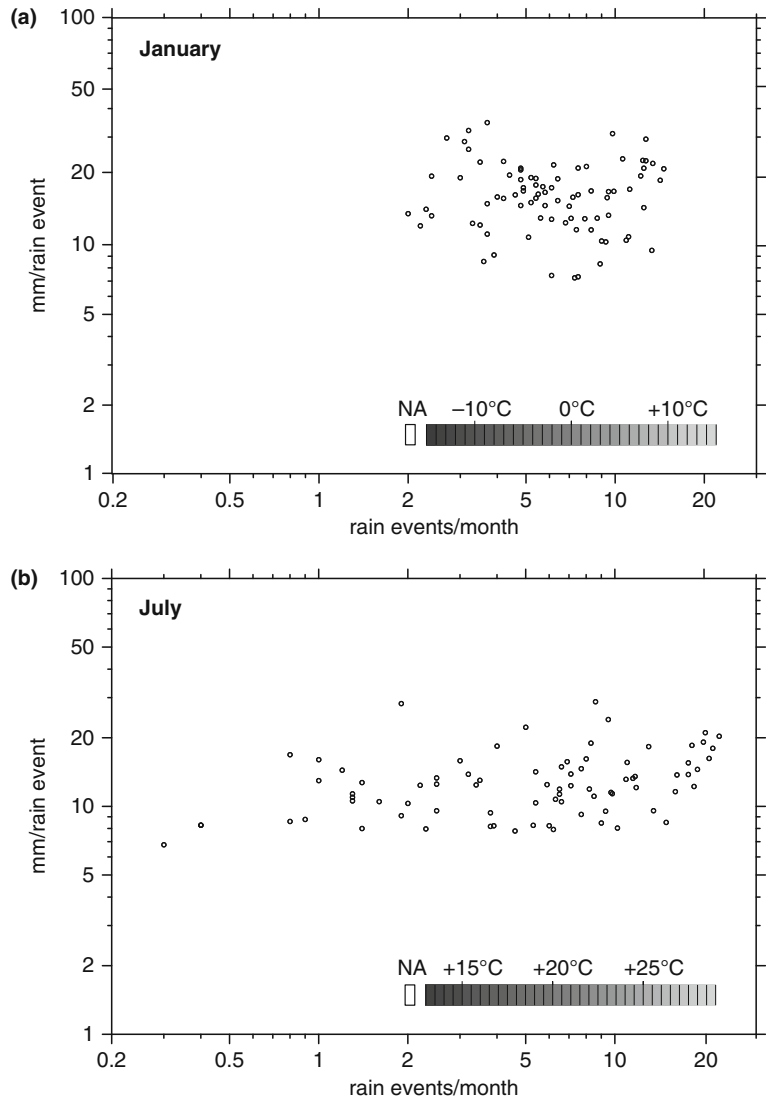 (a)
January
100
50
20
10
5
2
1
mm/rain event
NA −10°C 0°C +10°C
0.2 0.5 1 2 5 10 20
rain events/month
(b)
July
100
50
20
10
5
2
1
mm/rain event
NA +15°C +20°C +25°C
0.2 0.5 1 2 5 10 20
rain events/month